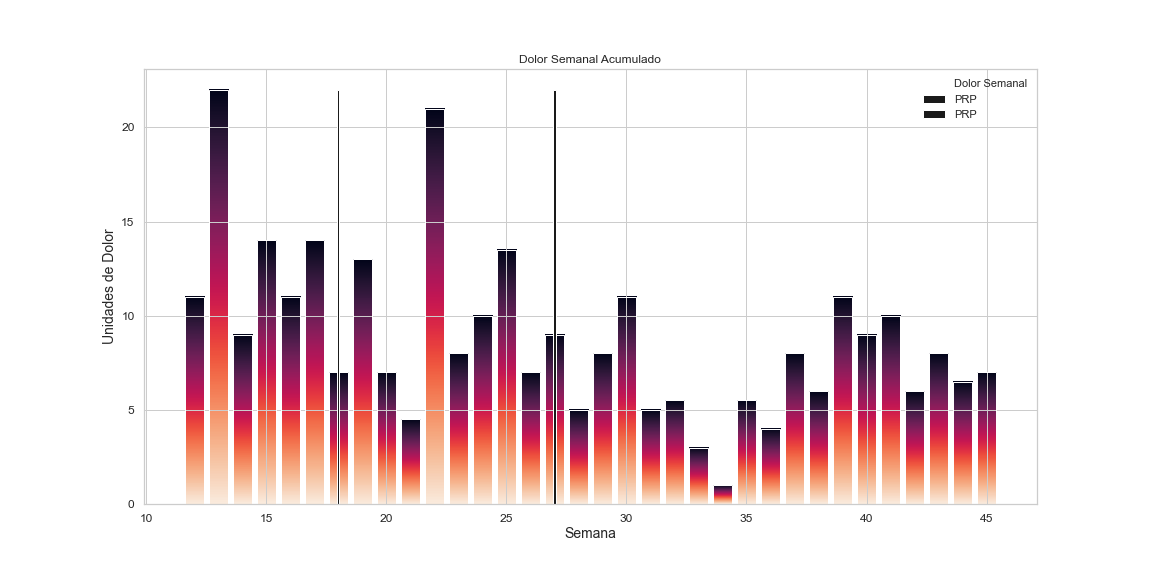 Dolor Semanal Acumulado
Dolor Semanal
PRP
PRP
20
15
10
5
0
Unidades de Dolor
10 15 20 25 30 35 40 45
Semana